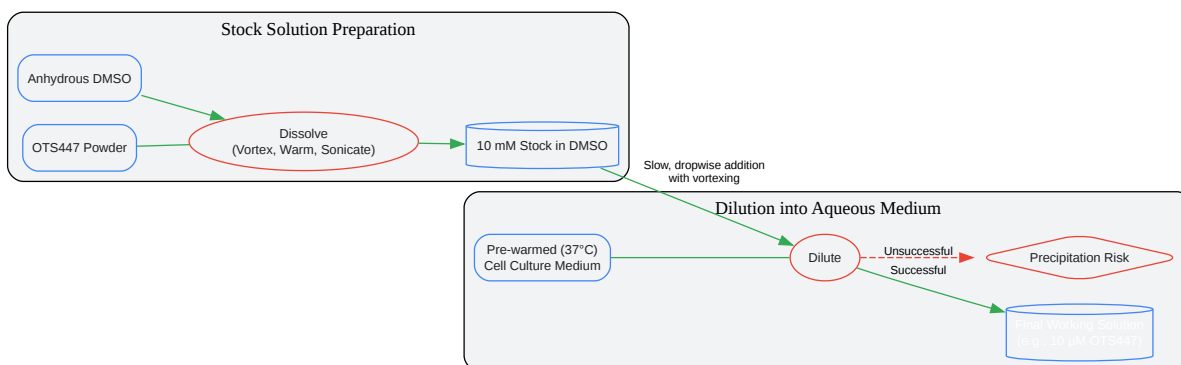 Stock Solution Preparation
Anhydrous DMSO
OTS447 Powder
Dissolve
(Vortex, Warm, Sonicate)
10 mM Stock in DMSO
Slow, dropwise addition
with vortexing
Dilution into Aqueous Medium
Pre-warmed (37°C)
Cell Culture Medium
Dilute
Unsuccessful
Successful
Precipitation Risk
Final Working Solution
(e.g., 10 µM OTS447)